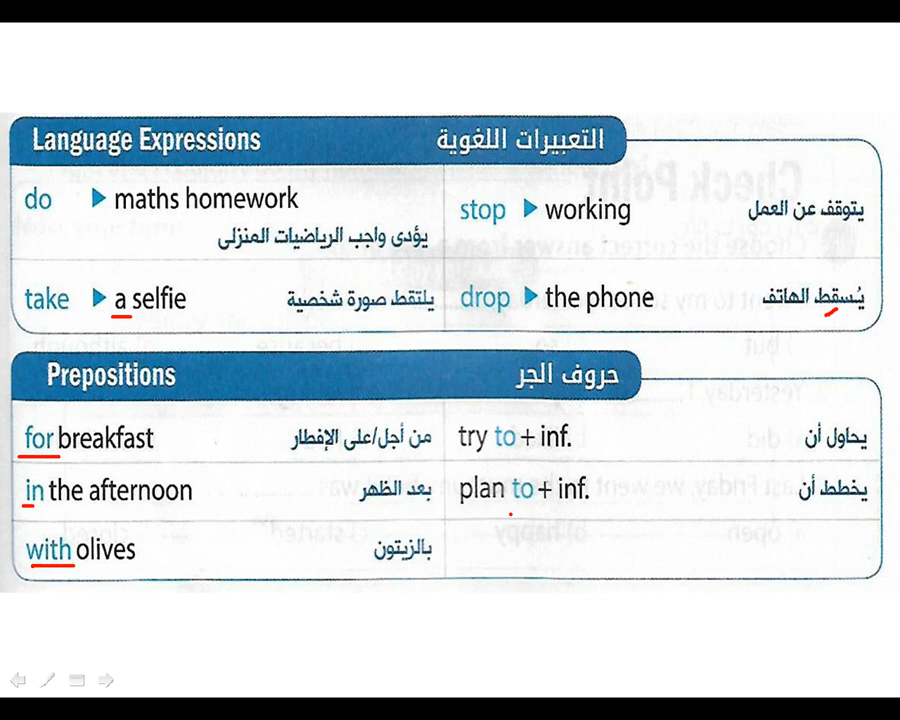 Language Expressions التعبيرات اللغوية
do ▶ maths homework
يؤدى واجب الرياضيات المنزلى
stop ▶ working يتوقف عن العمل
take ▶ a selfie يلتقط صورة شخصية
drop ▶ the phone يُسقط الهاتف
Prepositions حروف الجر
for breakfast من أجل/على الإفطار
try to + inf. يحاول أن
in the afternoon بعد الظهر
plan to + inf. يخطط أن
with olives بالزيتون